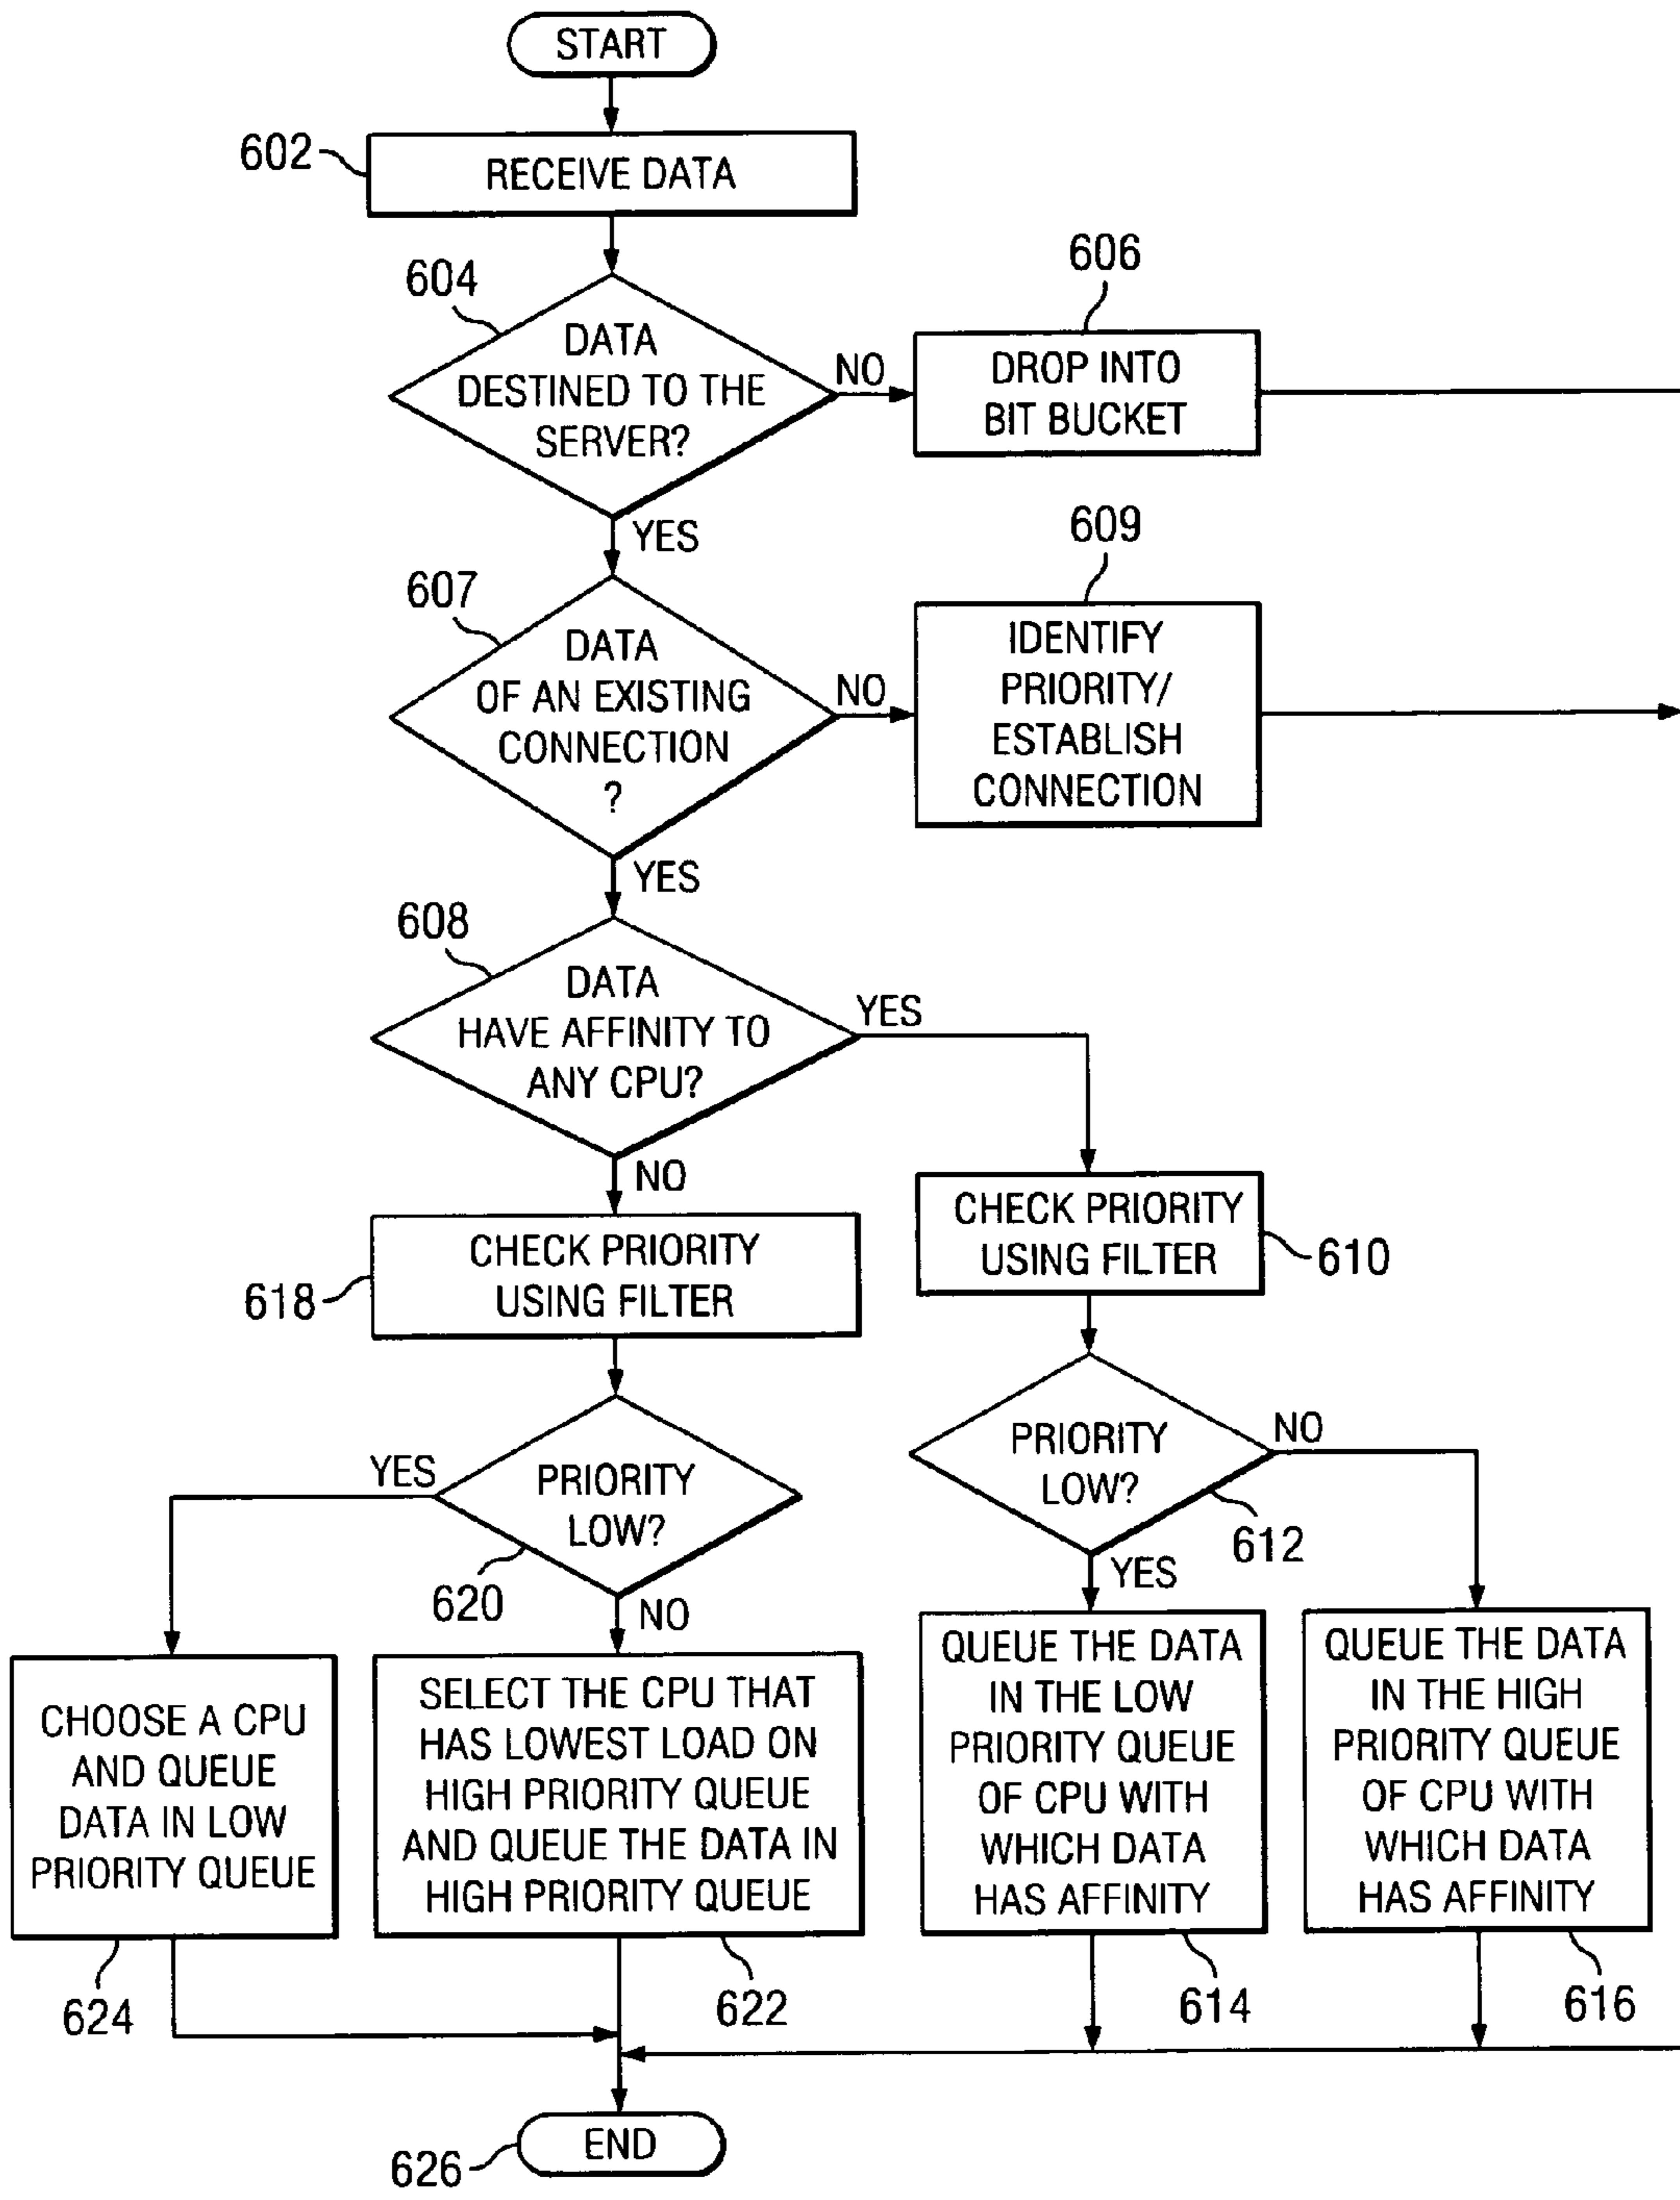 START
602
RECEIVE DATA
604
DATA
DESTINED TO THE
SERVER?
NO
606
DROP INTO
BIT BUCKET
YES
607
DATA
OF AN EXISTING
CONNECTION
?
NO
609
IDENTIFY
PRIORITY/
ESTABLISH
CONNECTION
YES
608
DATA
HAVE AFFINITY TO
ANY CPU?
YES
NO
618
CHECK PRIORITY
USING FILTER
CHECK PRIORITY
USING FILTER
610
YES
PRIORITY
LOW?
620
NO
PRIORITY
LOW?
NO
612
YES
CHOOSE A CPU
AND QUEUE
DATA IN LOW
PRIORITY QUEUE
624
SELECT THE CPU THAT
HAS LOWEST LOAD ON
HIGH PRIORITY QUEUE
AND QUEUE THE DATA IN
HIGH PRIORITY QUEUE
622
QUEUE THE DATA
IN THE LOW
PRIORITY QUEUE
OF CPU WITH
WHICH DATA
HAS AFFINITY
614
QUEUE THE DATA
IN THE HIGH
PRIORITY QUEUE
OF CPU WITH
WHICH DATA
HAS AFFINITY
616
END
626